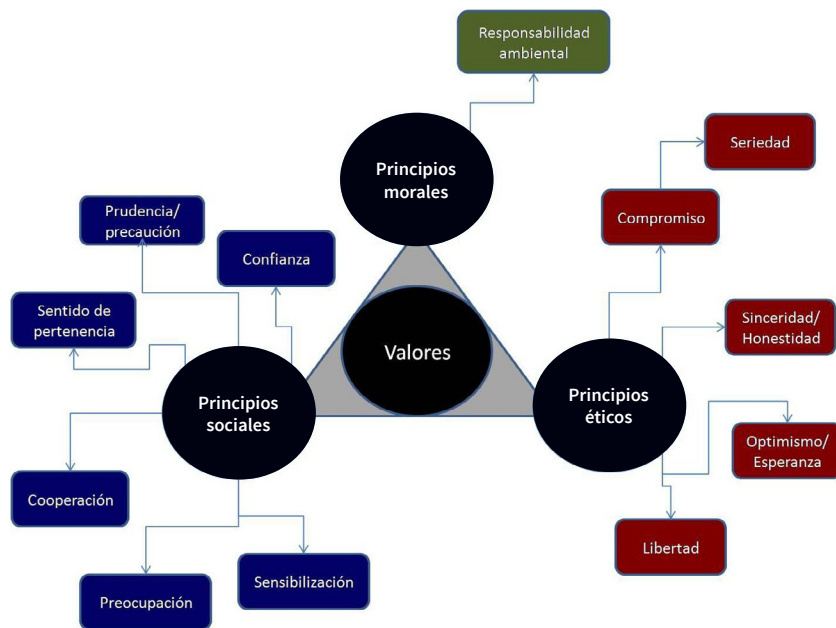 Responsabilidad
ambiental
Principios
morales
Seriedad
Compromiso
Prudencia/
precaución
Confianza
Sentido de
pertenencia
Valores
Sinceridad/
Honestidad
Principios
sociales
Principios
éticos
Optimismo/
Esperanza
Cooperación
Libertad
Preocupación
Sensibilización